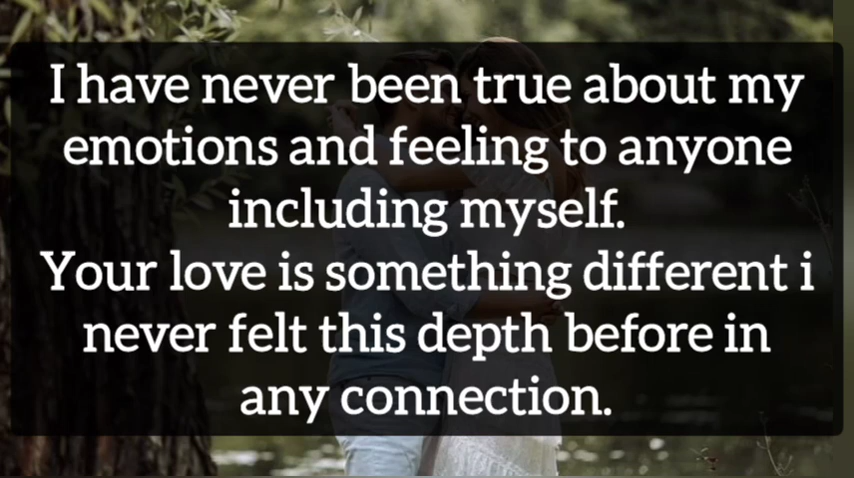 I have never been true about my
emotions and feeling to anyone
including myself.
Your love is something different i
never felt this depth before in
any connection.